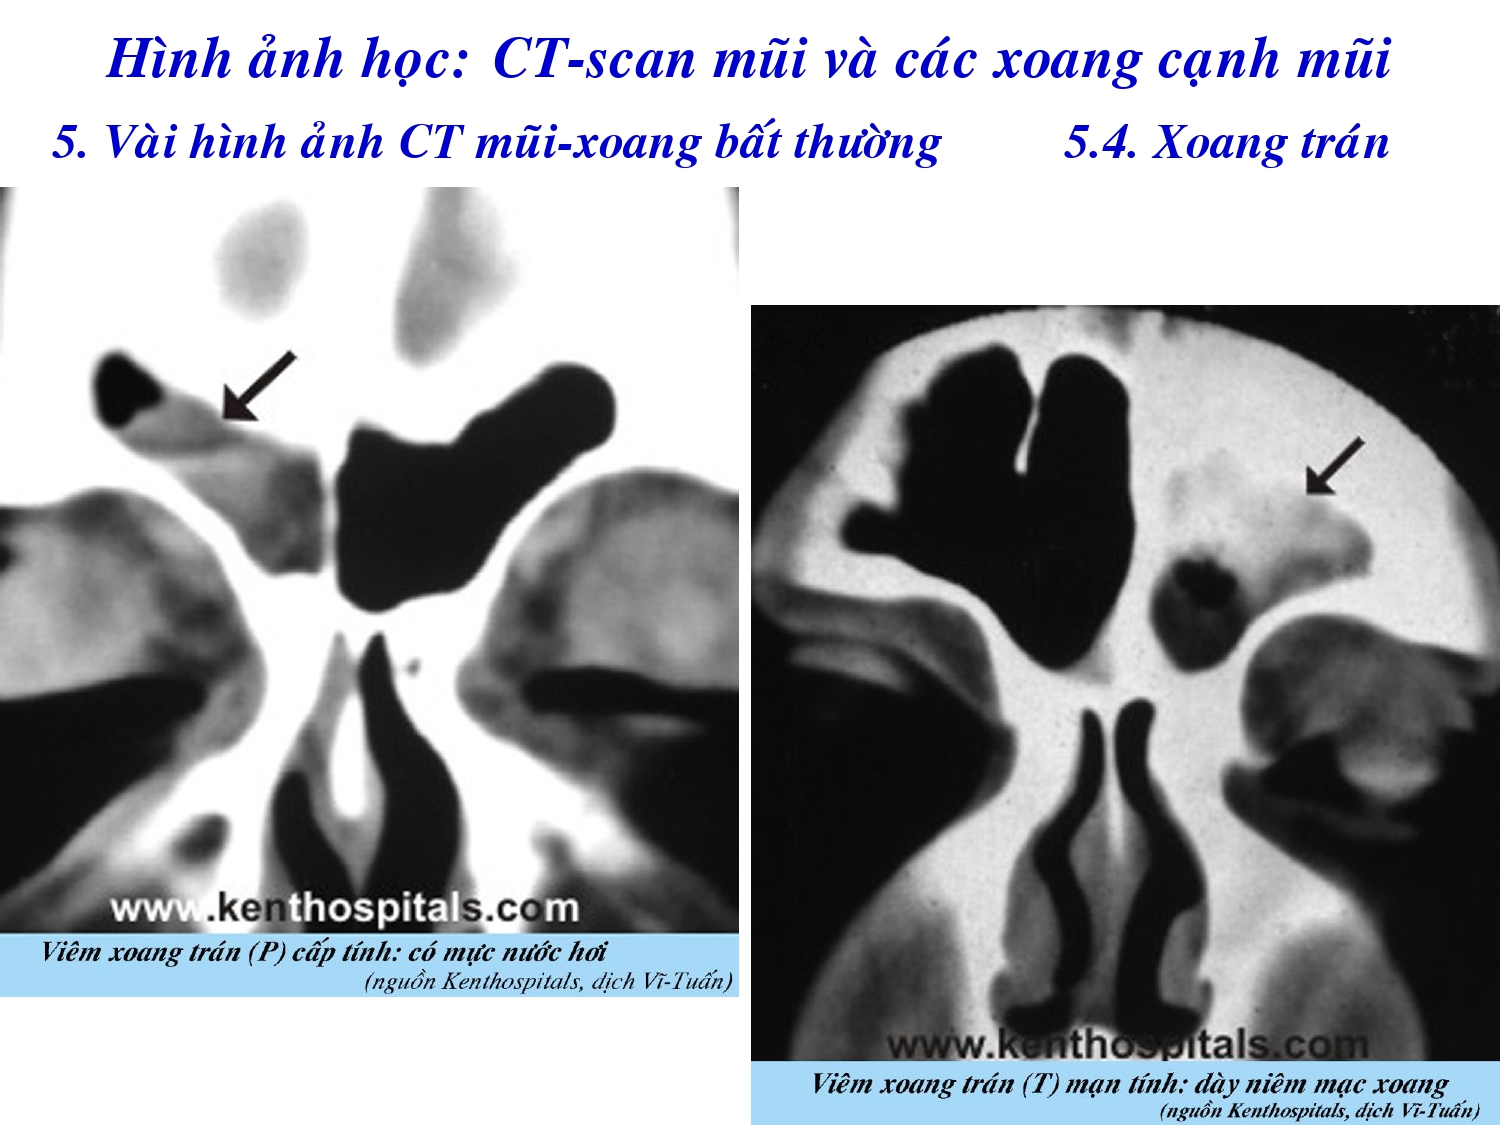 Hình ảnh học: CT-scan mũi và các xoang cạnh mũi
5. Vài hình ảnh CT mũi-xoang bất thường 5.4. Xoang trán
www.kenthospitals.com
Viêm xoang trán (P) cấp tính: có mực nước hơi
(nguồn Kenthospitals, dịch Vĩ-Tuấn)
www.kenthospitals.com
Viêm xoang trán (T) mạn tính: dày niêm mạc xoang
(nguồn Kenthospitals, dịch Vĩ-Tuấn)